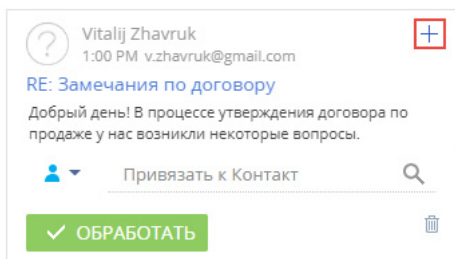 Vitalij Zhavruk
1:00 PM v.zhavruk@gmail.com
RE: Замечания по договору
Добрый день! В процессе утверждения договора по
продаже у нас возникли некоторые вопросы.
Привязать к Контакт
ОБРАБОТАТЬ